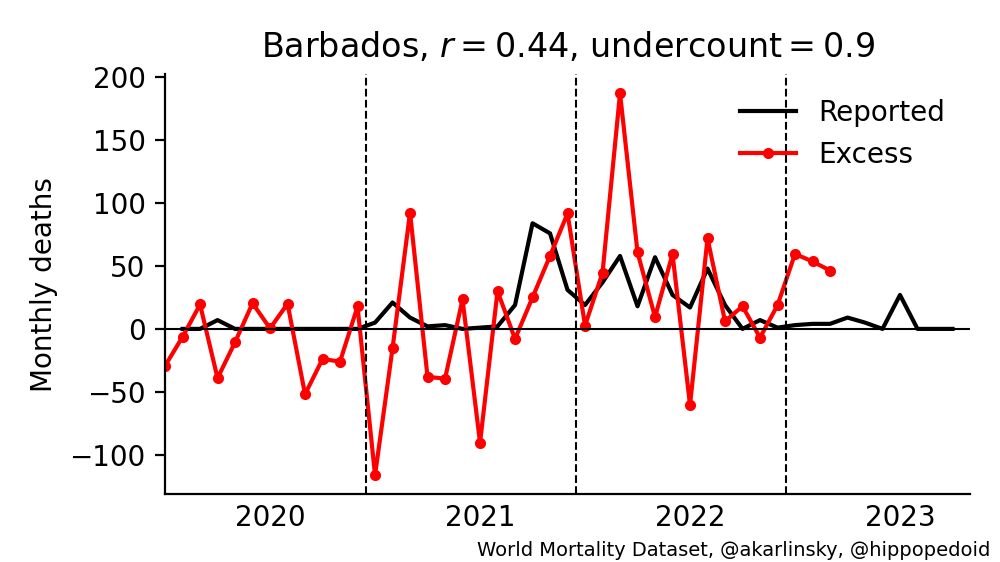 Barbados, r = 0.44, undercount = 0.9
200
150
100
50
0
−50
−100
Monthly deaths
Reported
Excess
2020 2021 2022 2023
World Mortality Dataset, @akarlinsky, @hippopedoid